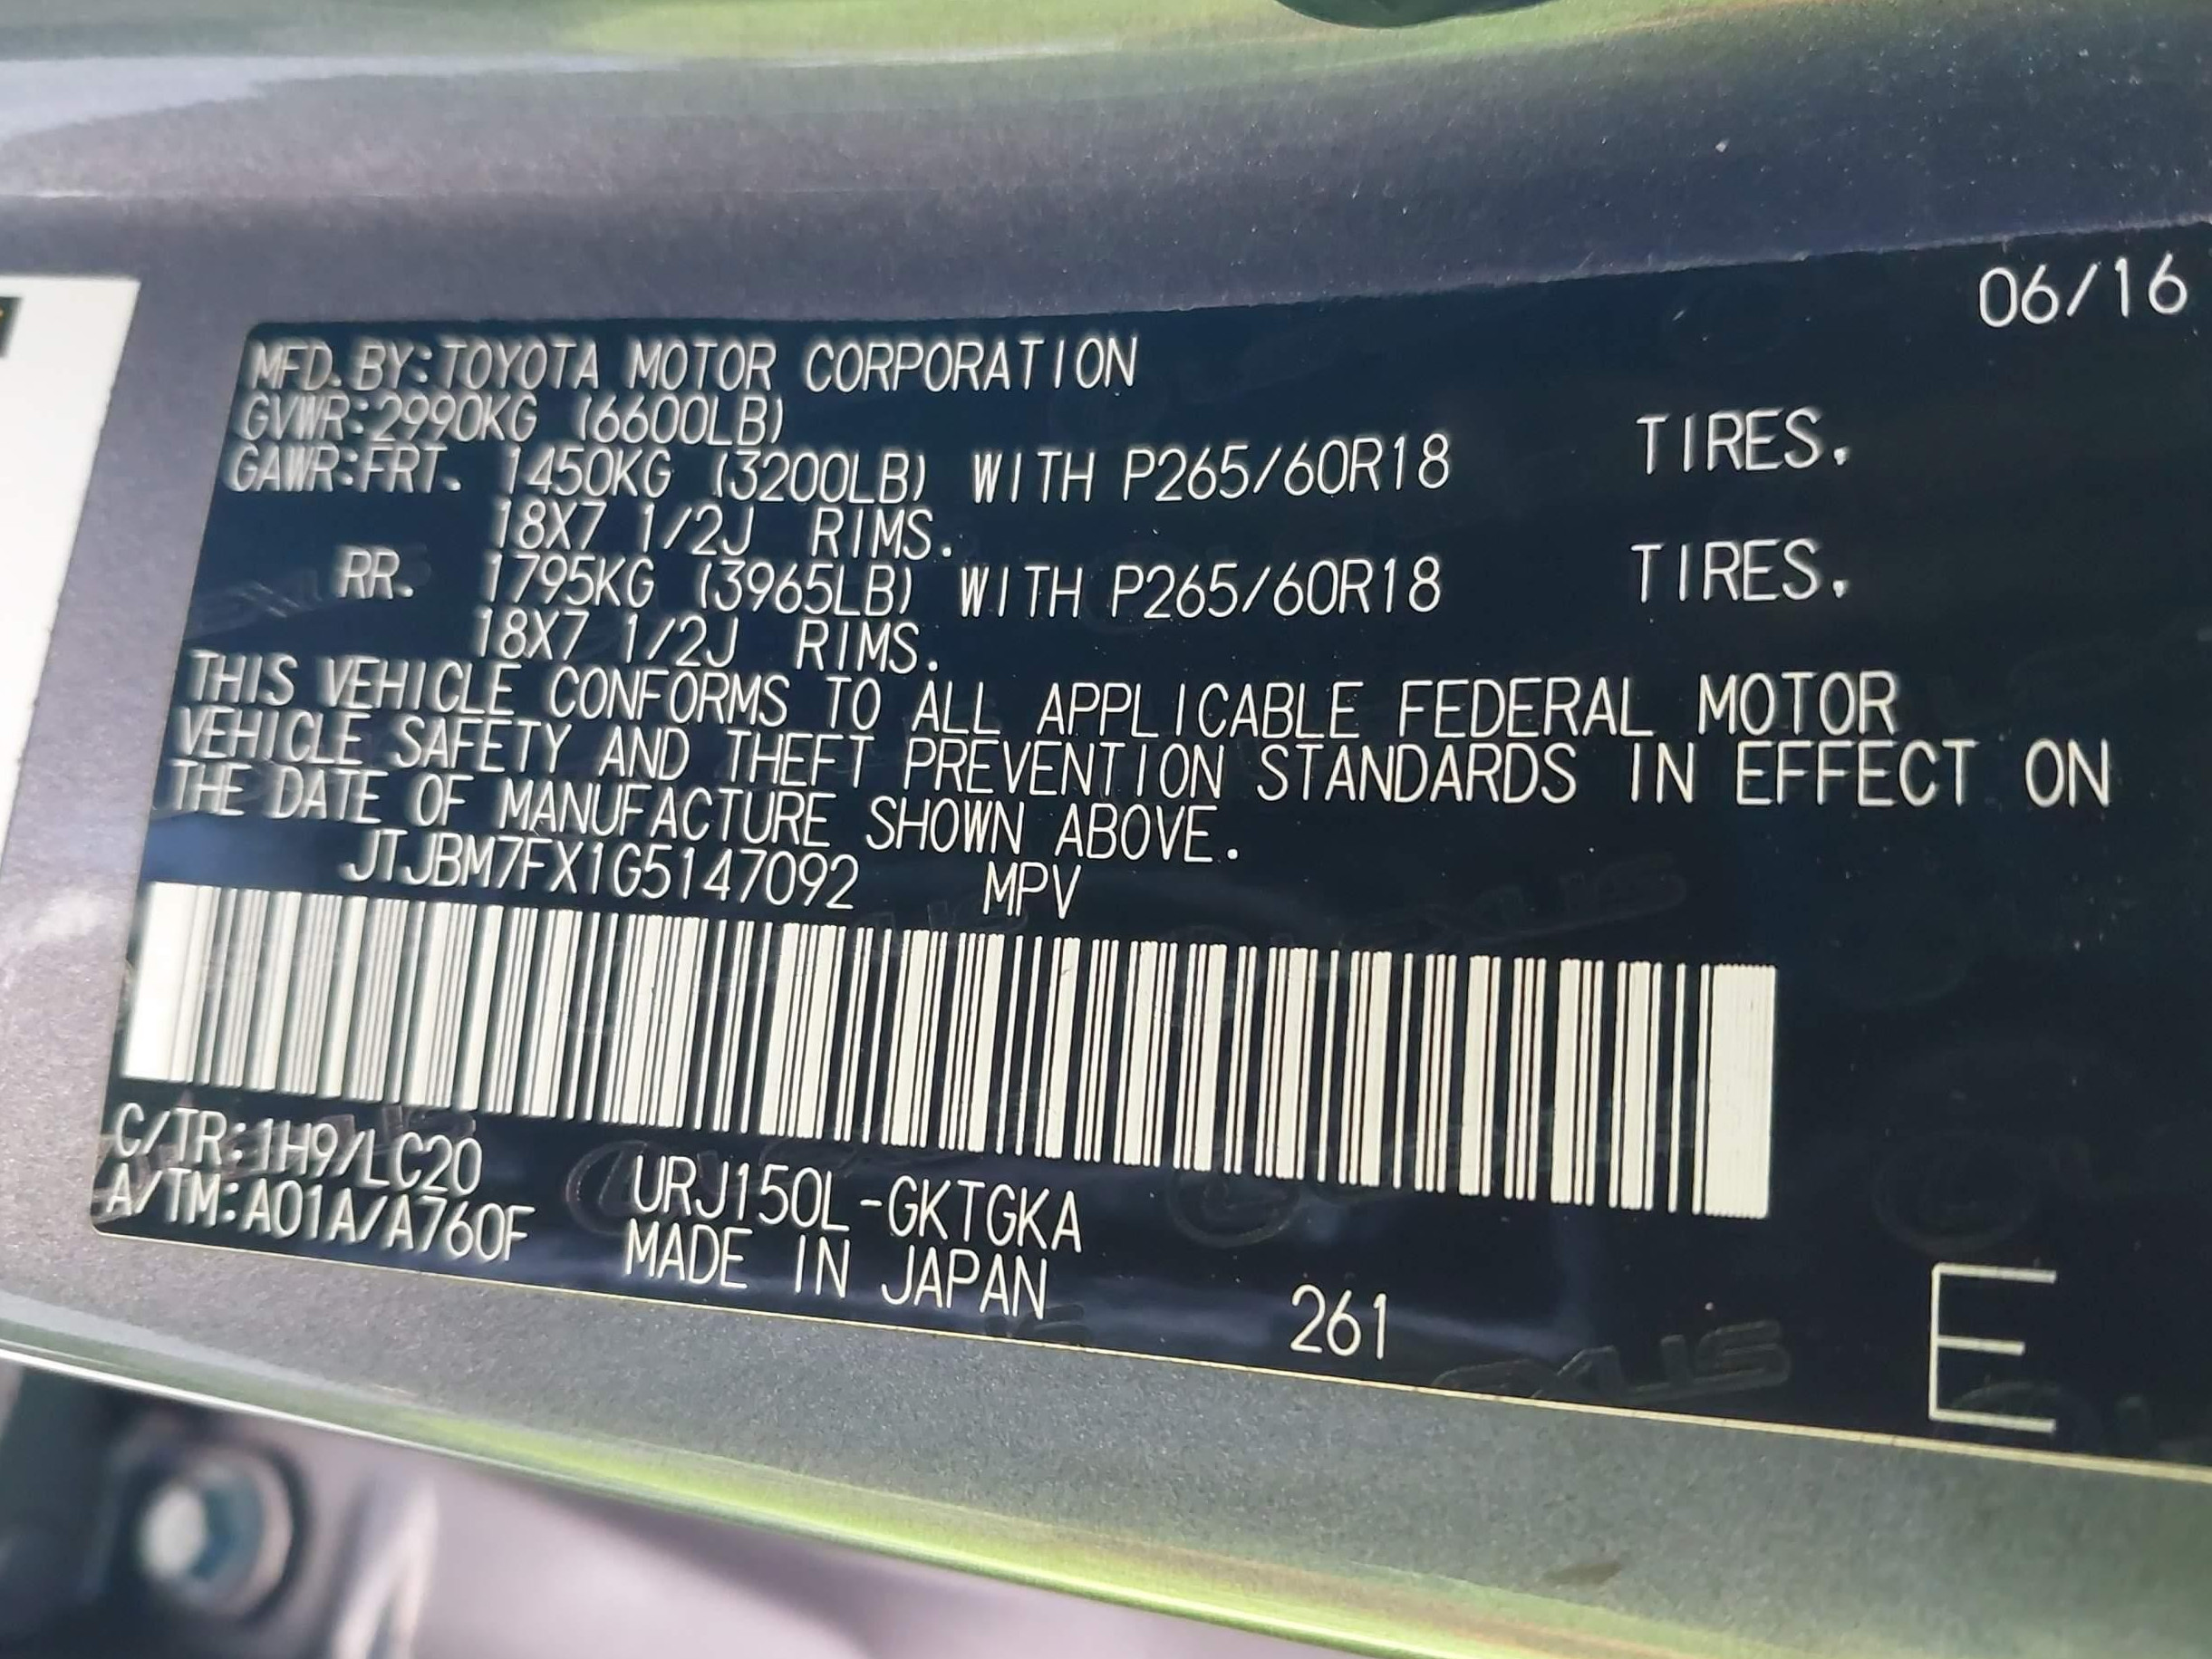 06/16
MFD. BY:TOYOTA MOTOR CORPORATION
GVWR:2990KG (6600LB)
GAWR:FRT. 1450KG (3200LB) WITH P265/60R18 TIRES.
18X7 1/2J RIMS.
RR. 1795KG (3965LB) WITH P265/60R18 TIRES.
18X7 1/2J RIMS.
THIS VEHICLE CONFORMS TO ALL APPLICABLE FEDERAL MOTOR
VEHICLE SAFETY AND THEFT PREVENTION STANDARDS IN EFFECT ON
THE DATE OF MANUFACTURE SHOWN ABOVE.
JTJBM7FX1G5147092 MPV
C/TR:1H9/LC20 URJ150L-GKTGKA
A/TM:A01A/A760F MADE IN JAPAN 261 E